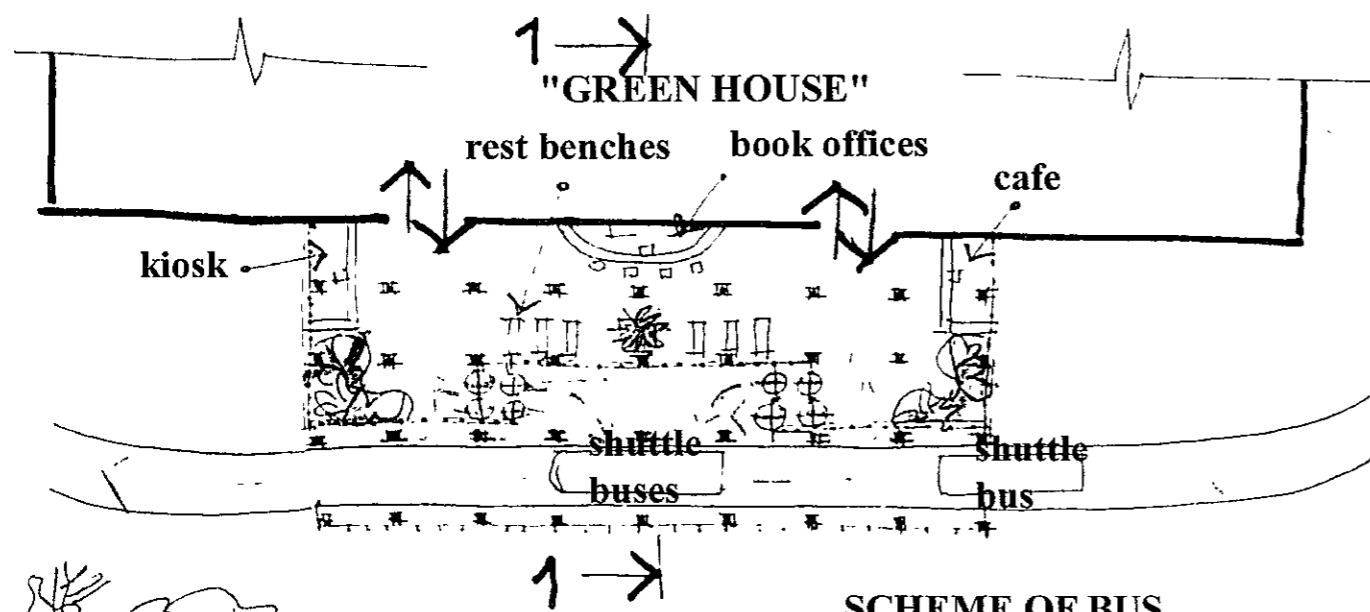 1
"GREEN HOUSE"
rest benches
book offices
cafe
kiosk
shuttle
buses
shuttle
bus
1
SCHEME OF BUS